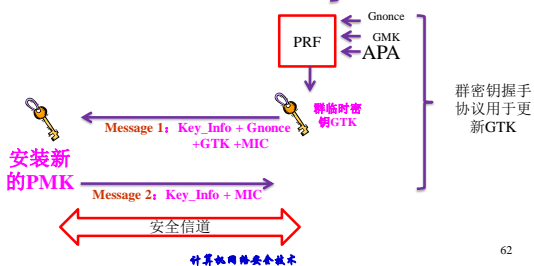 Gnonce
GMK
PRF
APA
群临时密
钥GTK
群密钥握手
协议用于更
新GTK
Message 1：Key_Info + Gnonce
+GTK +MIC
安装新
的PMK
Message 2：Key_Info + MIC
安全信道
计算机网络安全技术
62